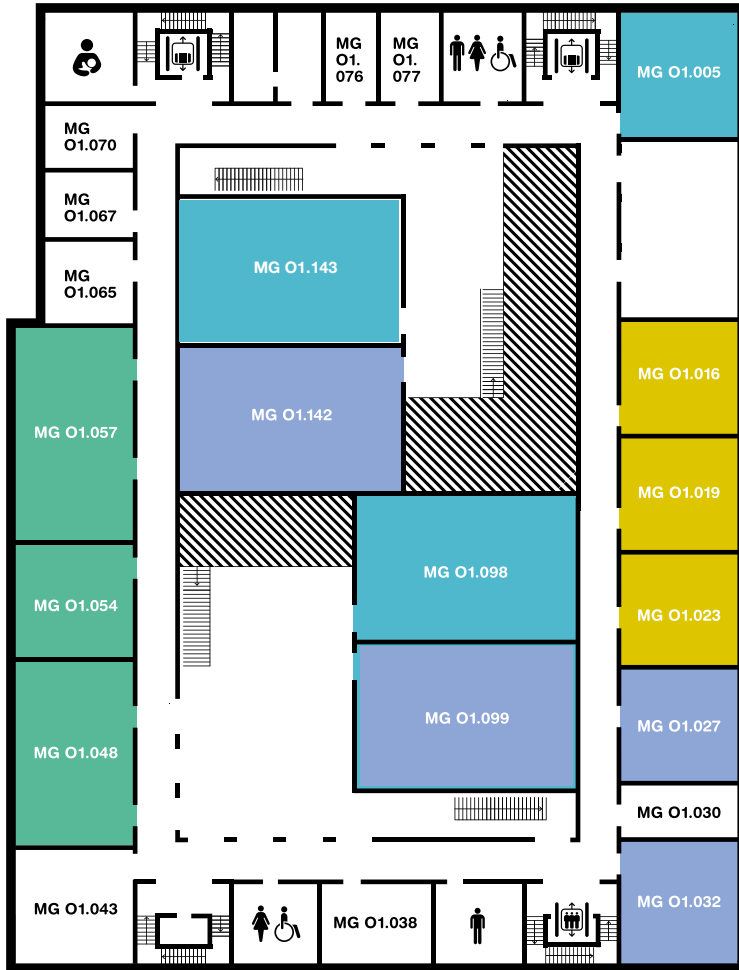 MG
O1.
076
MG
O1.
077
MG O1.005
MG
O1.070
MG
O1.067
MG
O1.065
MG O1.143
MG O1.142
MG O1.016
MG O1.057
MG O1.019
MG O1.098
MG O1.054
MG O1.023
MG O1.099
MG O1.027
MG O1.048
MG O1.030
MG O1.043
MG O1.038
MG O1.032